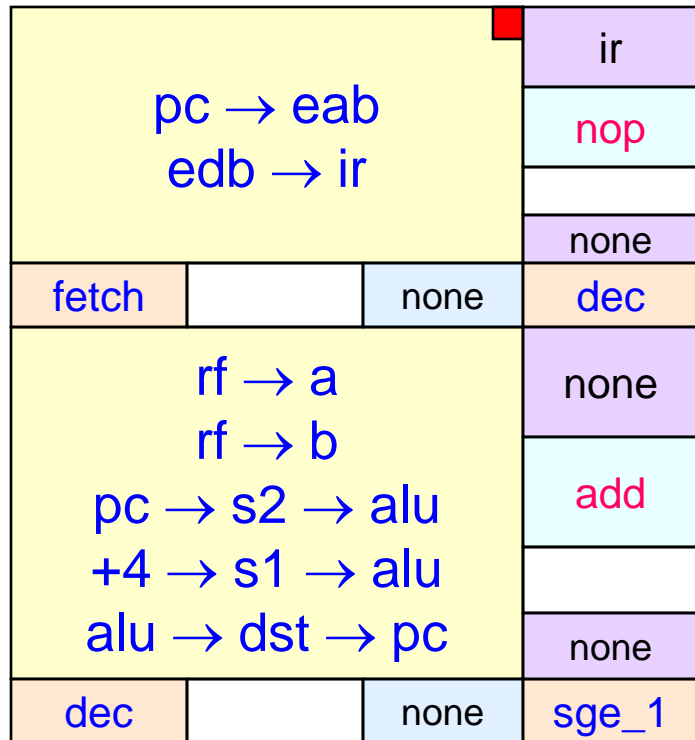 pc → eab
edb → ir
ir
nop
none
fetch
none
dec
rf → a
rf → b
pc → s2 → alu
+4 → s1 → alu
alu → dst → pc
none
add
none
dec
none
sge_1